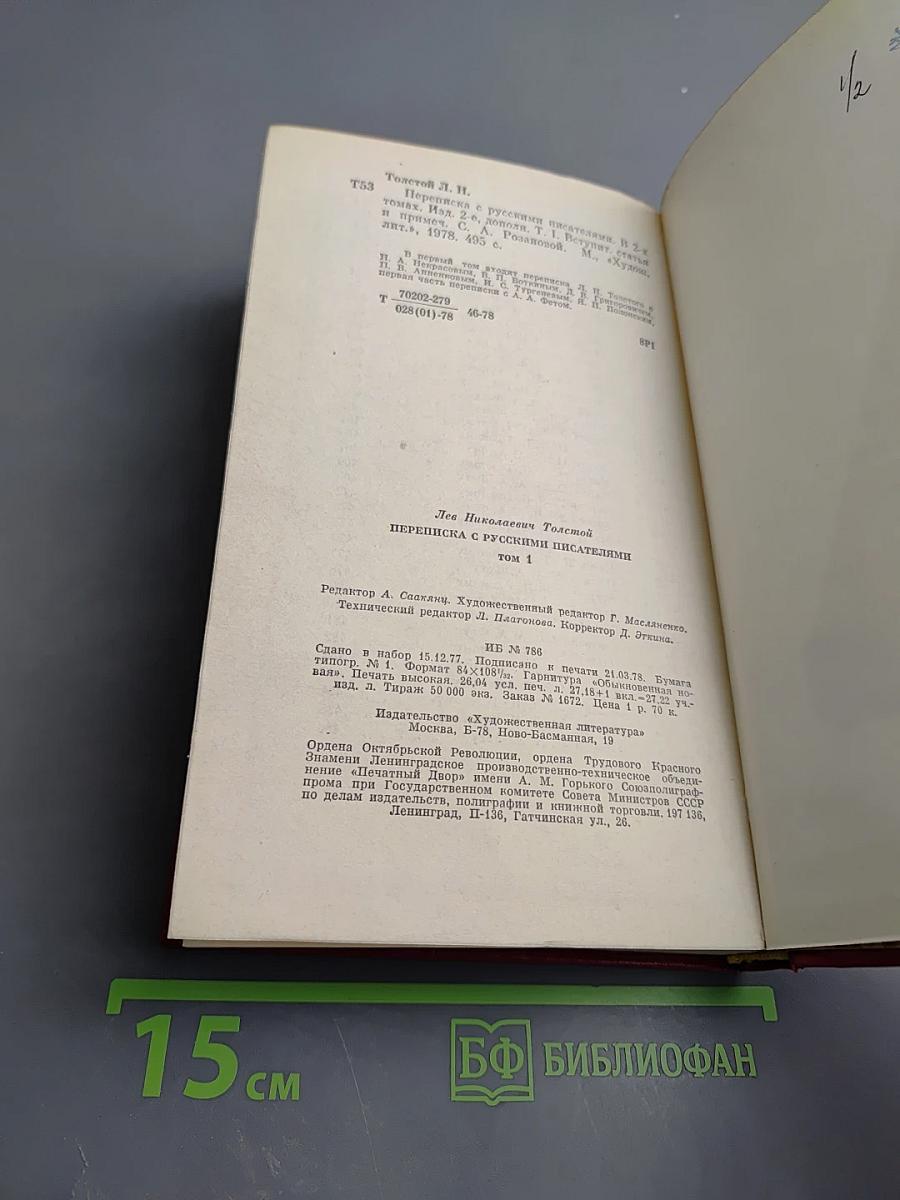 1/2
Толстой Л. Н.
Т53
Переписка с русскими писателями. В 2-х
томах. Изд. 2-е, дополн. Т. I. Вступит. статья
и примеч. С. А. Розановой. М., «Худож.
лит.», 1978. 495 с.
В первый том входят переписка Л. Н. Толстого с
Н. А. Некрасовым, В. П. Боткиным, Д. В. Григоровичем,
П. В. Анненковым, И. С. Тургеневым, Я. П. Полонским,
первая часть переписки с А. А. Фетом.
Т 70202-279
028(01)-78 46-78
8Р1
Лев Николаевич Толстой
ПЕРЕПИСКА С РУССКИМИ ПИСАТЕЛЯМИ
том 1
Редактор А. Саакянц. Художественный редактор Г. Масляненко.
Технический редактор Л. Платонова. Корректор Д. Эткина.
ИБ № 786
Сдано в набор 15.12.77. Подписано к печати 21.03.78. Бумага
типогр. № 1. Формат 84×108¹/₃₂. Гарнитура «Обыкновенная но-
вая». Печать высокая. 26,04 усл. печ. л. 27,18+1 вкл.=27,22 уч.-
изд. л. Тираж 50 000 экз. Заказ № 1672. Цена 1 р. 70 к.
Издательство «Художественная литература»
Москва, Б-78, Ново-Басманная, 19
Ордена Октябрьской Революции, ордена Трудового Красного
Знамени Ленинградское производственно-техническое объеди-
нение «Печатный Двор» имени А. М. Горького Союзполиграф-
прома при Государственном комитете Совета Министров СССР
по делам издательств, полиграфии и книжной торговли. 197 136,
Ленинград, П-136, Гатчинская ул., 26.
15 см
БФ БИБЛИОФАН